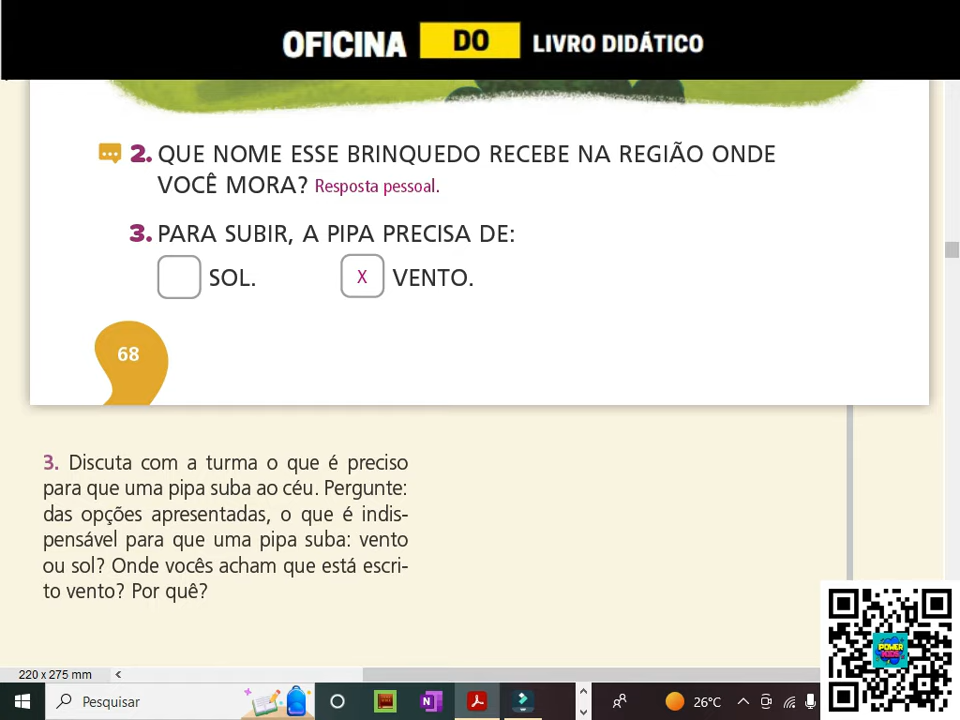 OFICINA DO LIVRO DIDÁTICO
2. QUE NOME ESSE BRINQUEDO RECEBE NA REGIÃO ONDE
VOCÊ MORA? Resposta pessoal.
3. PARA SUBIR, A PIPA PRECISA DE:
SOL. X VENTO.
68
3. Discuta com a turma o que é preciso
para que uma pipa suba ao céu. Pergunte:
das opções apresentadas, o que é indis-
pensável para que uma pipa suba: vento
ou sol? Onde vocês acham que está escri-
to vento? Por quê?
POWER KIDS
220 x 275 mm
Pesquisar
26°C